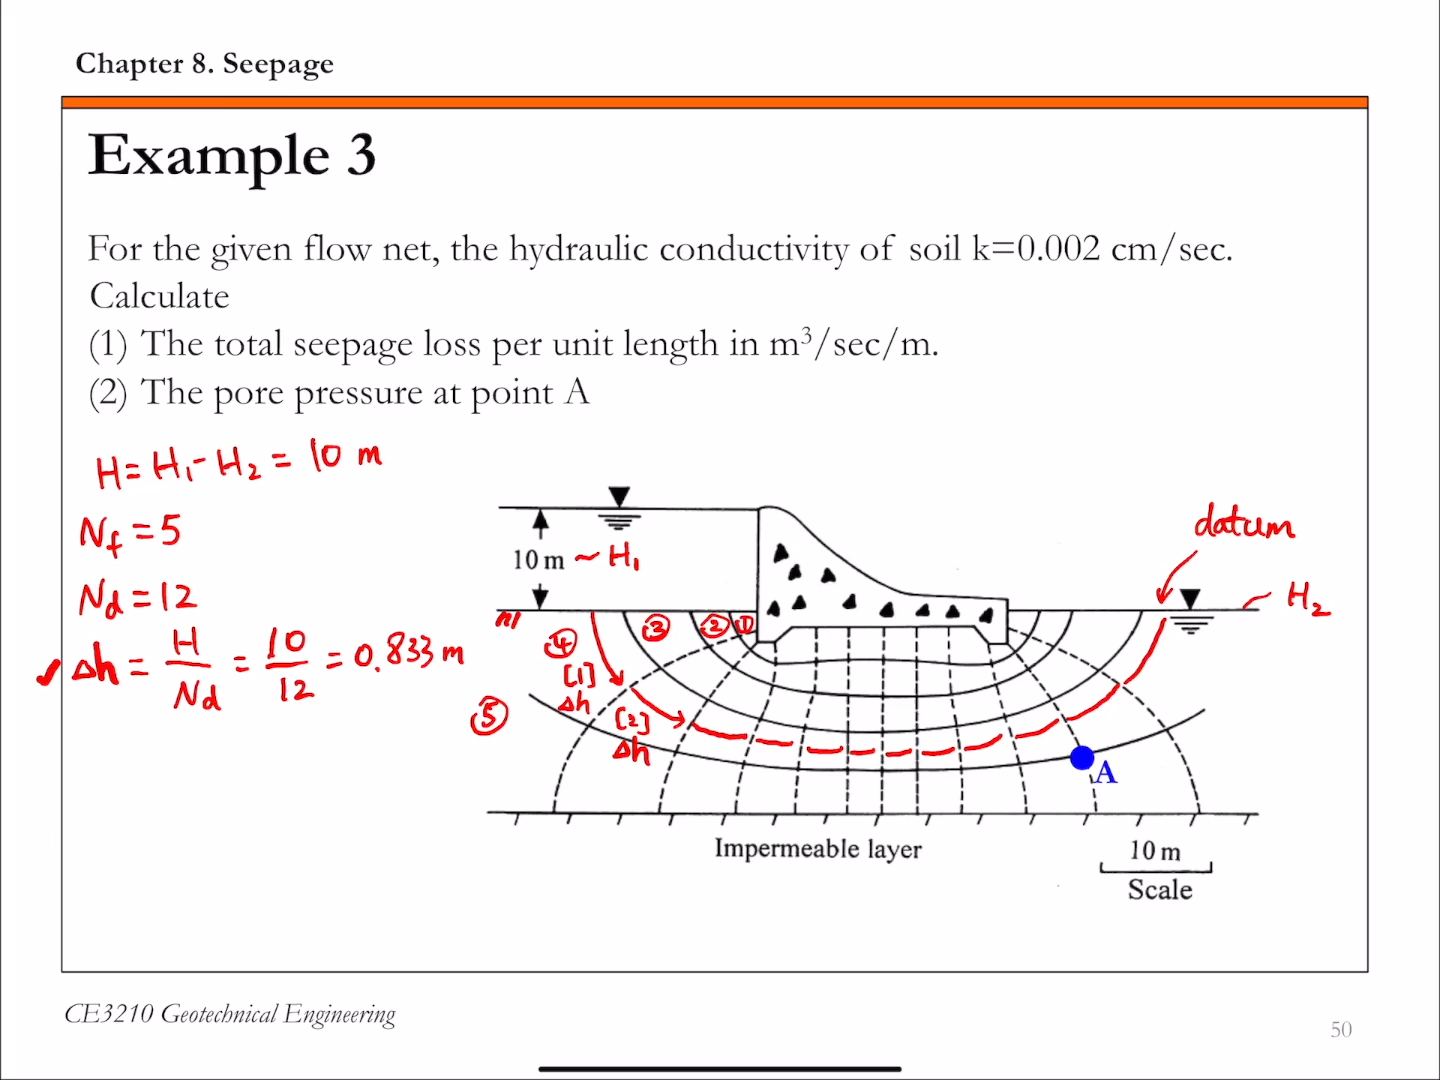 Chapter 8. Seepage
Example 3
For the given flow net, the hydraulic conductivity of soil k=0.002 cm/sec.
Calculate
(1) The total seepage loss per unit length in m³/sec/m.
(2) The pore pressure at point A
H = H₁ - H₂ = 10 m
N_f = 5
N_d = 12
✓ Δh = H/N_d = 10/12 = 0.833 m
10 m ~ H₁
datum
H₂
④ ③ ② ①
[1]
Δh
⑤ [2]
Δh
A
Impermeable layer
10 m
Scale
CE3210 Geotechnical Engineering
50